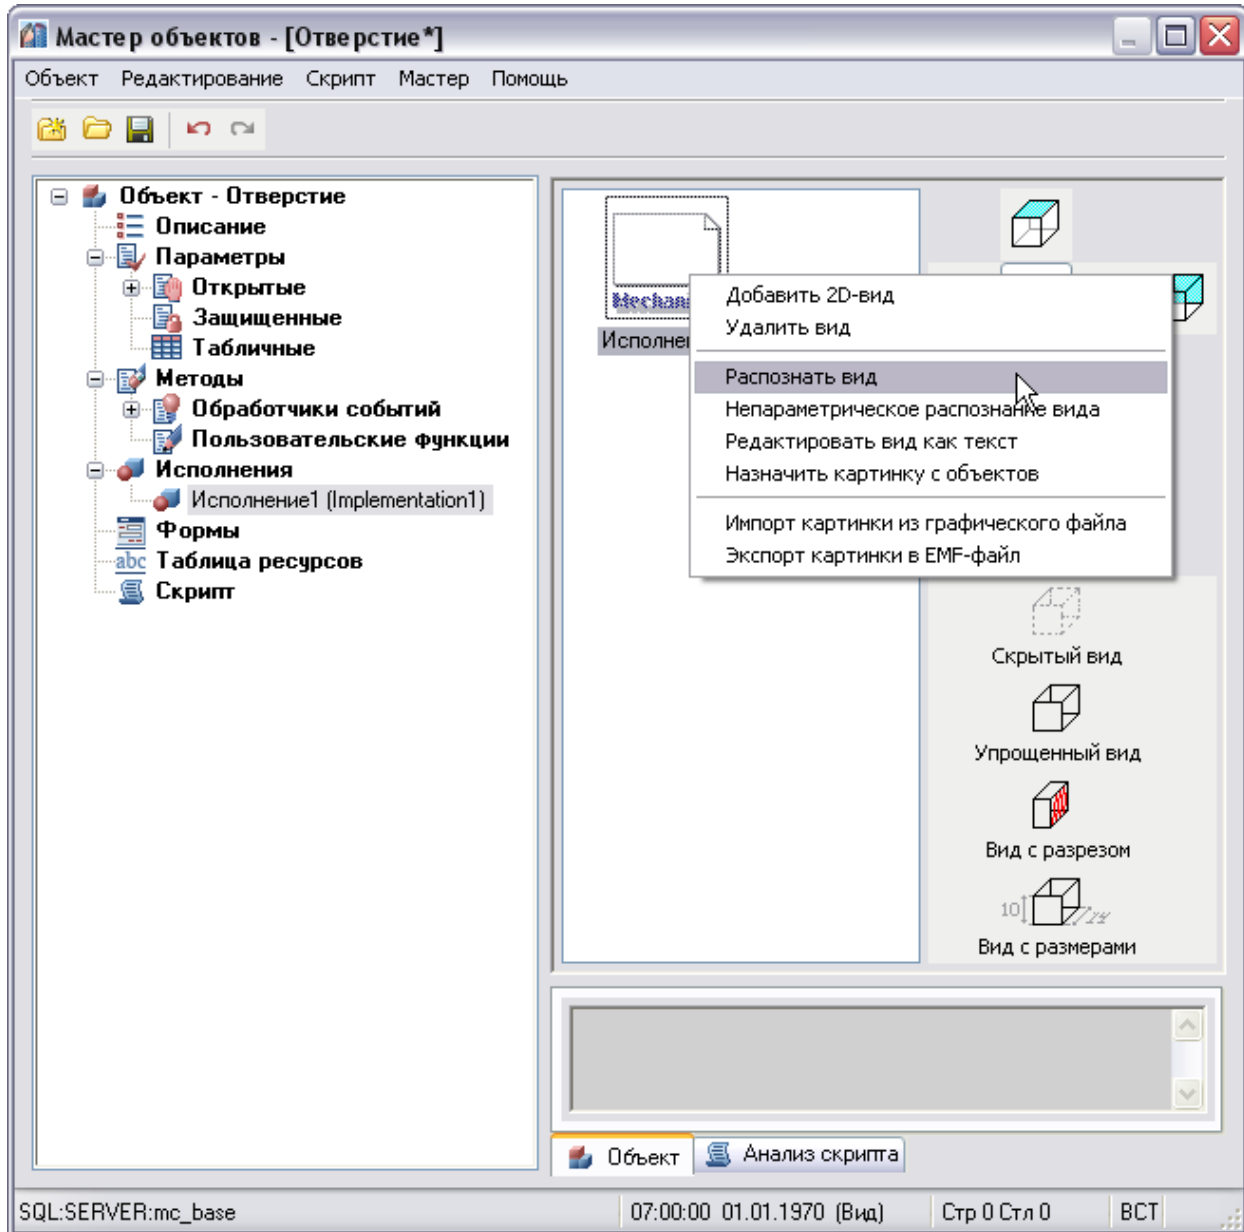 Мастер объектов - [Отверстие*]
Объект Редактирование Скрипт Мастер Помощь
Объект - Отверстие
Описание
Параметры
Открытые
Защищенные
Табличные
Методы
Обработчики событий
Пользовательские функции
Исполнения
Исполнение1 (Implementation1)
Формы
abc Таблица ресурсов
Скрипт
Добавить 2D-вид
Удалить вид
Распознать вид
Непараметрическое распознание вида
Редактировать вид как текст
Назначить картинку с объектов
Импорт картинки из графического файла
Экспорт картинки в EMF-файл
Скрытый вид
Упрощенный вид
Вид с разрезом
10
Вид с размерами
Объект Анализ скрипта
SQL:SERVER:mc_base 07:00:00 01.01.1970 (Вид) Стр 0 Стл 0 ВСТ